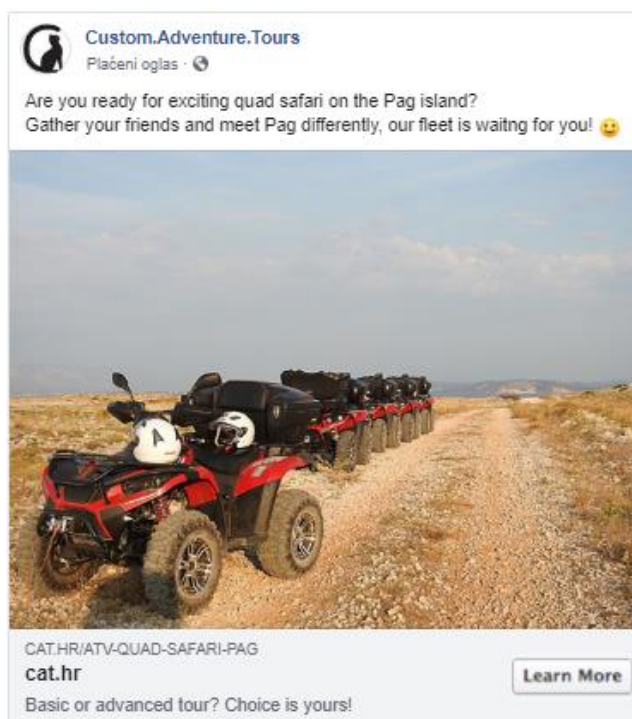 Custom.Adventure.Tours
Plaćeni oglas ·
Are you ready for exciting quad safari on the Pag island?
Gather your friends and meet Pag differently, our fleet is waitng for you! 🙂
A
CAT.HR/ATV-QUAD-SAFARI-PAG
cat.hr
Learn More
Basic or advanced tour? Choice is yours!